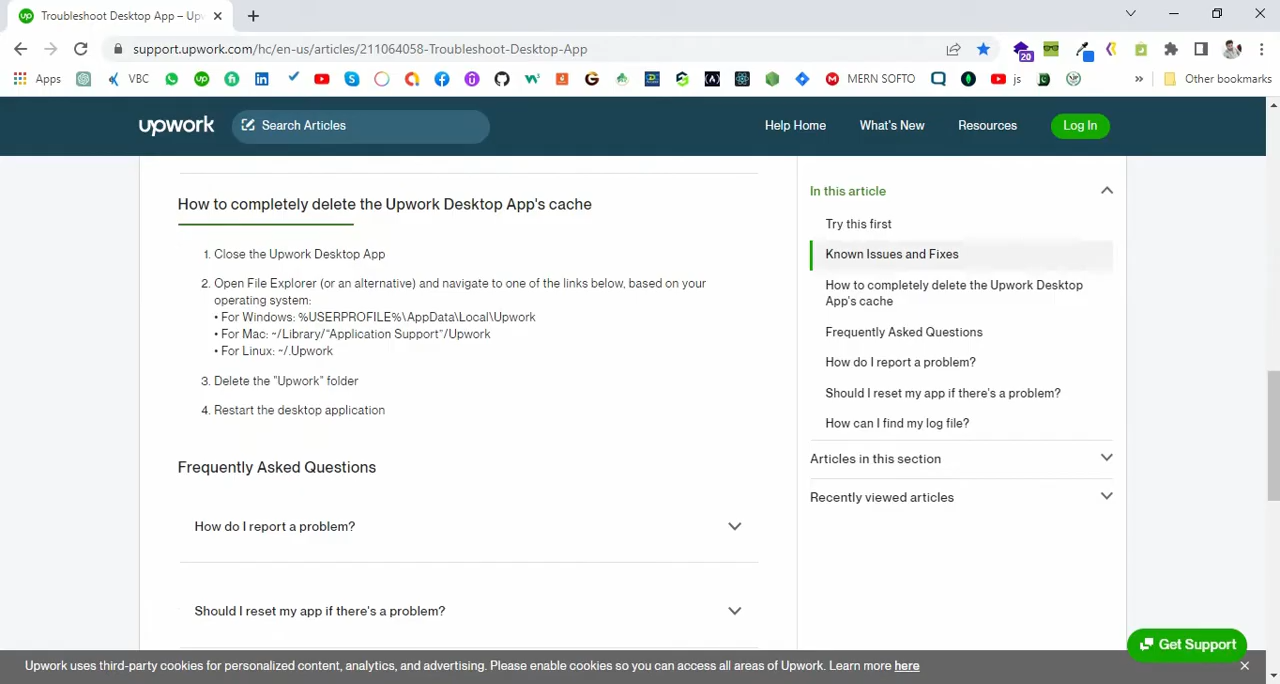 Troubleshoot Desktop App – Upw
support.upwork.com/hc/en-us/articles/211064058-Troubleshoot-Desktop-App
20
Apps
VBC
MERN SOFTO
js
»
Other bookmarks
upwork
Search Articles
Help Home
What's New
Resources
Log In
How to completely delete the Upwork Desktop App's cache
1. Close the Upwork Desktop App
2. Open File Explorer (or an alternative) and navigate to one of the links below, based on your
operating system:
• For Windows: %USERPROFILE%\AppData\Local\Upwork
• For Mac: ~/Library/“Application Support”/Upwork
• For Linux: ~/.Upwork
3. Delete the “Upwork” folder
4. Restart the desktop application
Frequently Asked Questions
How do I report a problem?
Should I reset my app if there's a problem?
In this article
Try this first
Known Issues and Fixes
How to completely delete the Upwork Desktop
App's cache
Frequently Asked Questions
How do I report a problem?
Should I reset my app if there's a problem?
How can I find my log file?
Articles in this section
Recently viewed articles
Get Support
Upwork uses third-party cookies for personalized content, analytics, and advertising. Please enable cookies so you can access all areas of Upwork. Learn more here